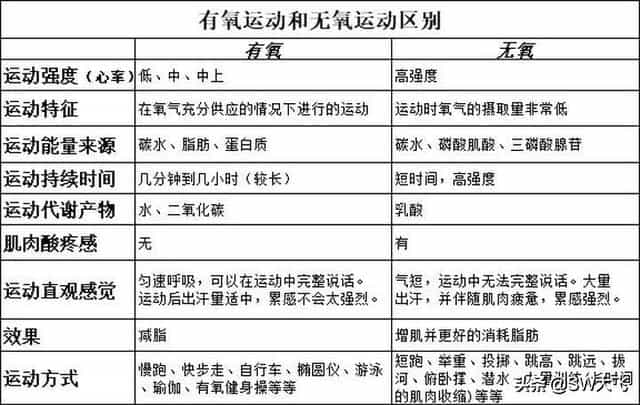 有氧运动和无氧运动区别
有氧 无氧
运动强度（心率） 低、中、中上 高强度
运动特征 在氧气充分供应的情况下进行的运动 运动时氧气的摄取量非常低
运动能量来源 碳水、脂肪、蛋白质 碳水、磷酸肌酸、三磷酸腺苷
运动持续时间 几分钟到几小时（较长） 短时间，高强度
运动代谢产物 水、二氧化碳 乳酸
肌肉酸疼感 无 有
运动直观感觉 匀速呼吸，可以在运动中完整说话。 气短，运动中无法完整说话。大量
运动后出汗量适中，累感不会太强烈。 出汗，并伴随肌肉疲惫，累感强烈。
效果 减脂 增肌并更好的消耗脂肪
运动方式 慢跑、快步走、自行车、椭圆仪、游泳 短跑、举重、投掷、跳高、跳远、拔
、瑜伽、有氧健身操等等 河、俯卧撑、潜水、 时间
的肌肉收缩)等等
头条@SW大飞